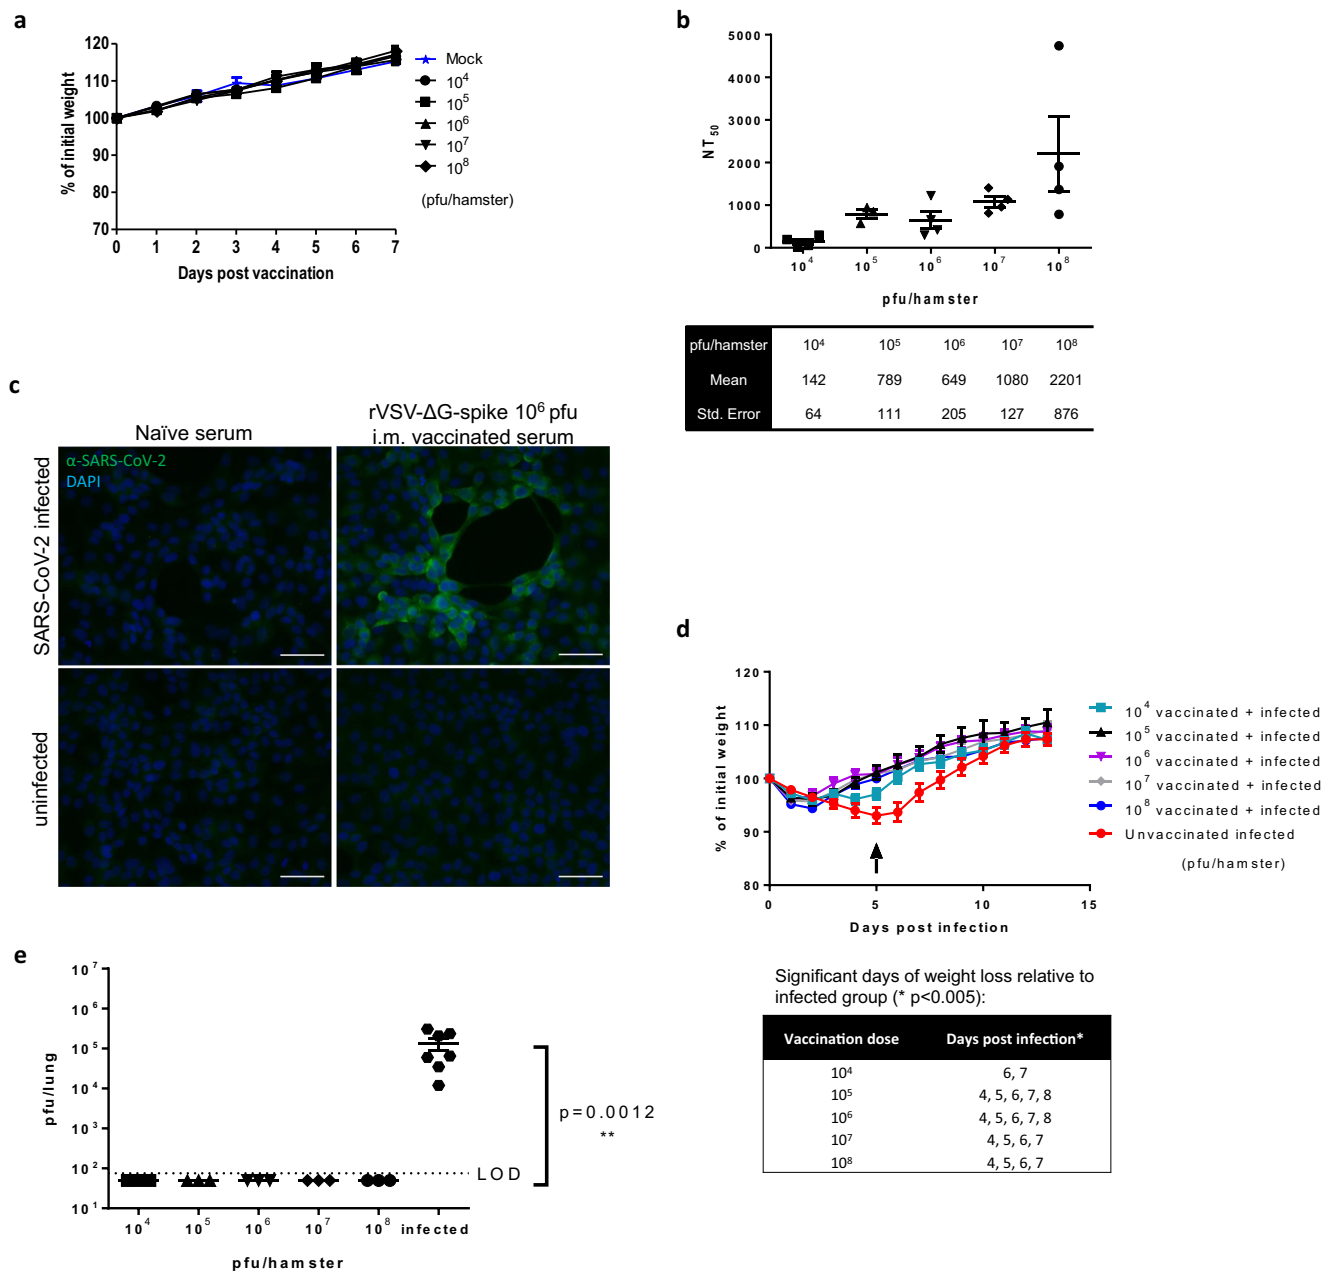 a
120
110
100
90
80
70
% of initial weight
0 1 2 3 4 5 6 7
Days post vaccination
Mock
10⁴
10⁵
10⁶
10⁷
10⁸
(pfu/hamster)
b
5000
4000
3000
2000
1000
0
NT₅₀
10⁴ 10⁵ 10⁶ 10⁷ 10⁸
pfu/hamster
pfu/hamster 10⁴ 10⁵ 10⁶ 10⁷ 10⁸
Mean 142 789 649 1080 2201
Std. Error 64 111 205 127 876
c
Naïve serum
rVSV-ΔG-spike 10⁶ pfu
i.m. vaccinated serum
α-SARS-CoV-2
DAPI
SARS-CoV-2 infected
uninfected
d
120
110
100
90
80
% of initial weight
0 5 10 15
Days post infection
10⁴ vaccinated + infected
10⁵ vaccinated + infected
10⁶ vaccinated + infected
10⁷ vaccinated + infected
10⁸ vaccinated + infected
Unvaccinated infected
(pfu/hamster)
Significant days of weight loss relative to
infected group (* p<0.005):
Vaccination dose Days post infection*
10⁴ 6, 7
10⁵ 4, 5, 6, 7, 8
10⁶ 4, 5, 6, 7, 8
10⁷ 4, 5, 6, 7
10⁸ 4, 5, 6, 7
e
10⁷
10⁶
10⁵
10⁴
10³
10²
10¹
pfu/lung
LOD
p=0.0012
**
10⁴ 10⁵ 10⁶ 10⁷ 10⁸ infected
pfu/hamster